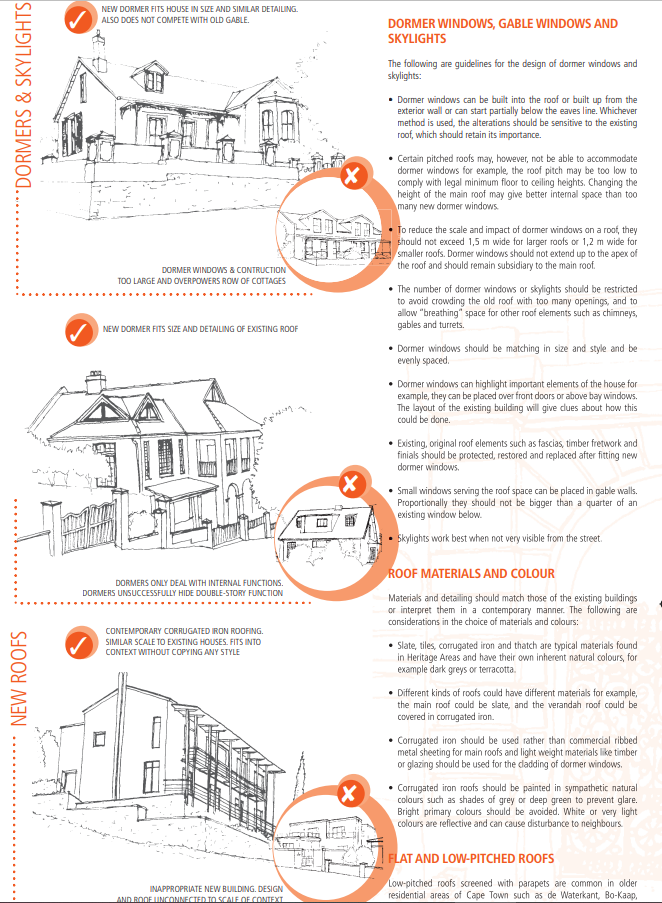 DORMERS & SKYLIGHTS
NEW DORMER FITS HOUSE IN SIZE AND SIMILAR DETAILING.
ALSO DOES NOT COMPETE WITH OLD GABLE.
DORMER WINDOWS & CONTRUCTION
TOO LARGE AND OVERPOWERS ROW OF COTTAGES
NEW DORMER FITS SIZE AND DETAILING OF EXISTING ROOF
DORMERS ONLY DEAL WITH INTERNAL FUNCTIONS.
DORMERS UNSUCCESSFULLY HIDE DOUBLE-STORY FUNCTION
NEW ROOFS
CONTEMPORARY CORRUGATED IRON ROOFING.
SIMILAR SCALE TO EXISTING HOUSES. FITS INTO
CONTEXT WITHOUT COPYING ANY STYLE
INAPPROPRIATE NEW BUILDING. DESIGN
AND ROOF UNCONNECTED TO SCALE OF CONTEXT
DORMER WINDOWS, GABLE WINDOWS AND
SKYLIGHTS
The following are guidelines for the design of dormer windows and
skylights:
• Dormer windows can be built into the roof or built up from the
exterior wall or can start partially below the eaves line. Whichever
method is used, the alterations should be sensitive to the existing
roof, which should retain its importance.
• Certain pitched roofs may, however, not be able to accommodate
dormer windows for example, the roof pitch may be too low to
comply with legal minimum floor to ceiling heights. Changing the
height of the main roof may give better internal space than too
many new dormer windows.
• To reduce the scale and impact of dormer windows on a roof, they
should not exceed 1,5 m wide for larger roofs or 1,2 m wide for
smaller roofs. Dormer windows should not extend up to the apex of
the roof and should remain subsidiary to the main roof.
• The number of dormer windows or skylights should be restricted
to avoid crowding the old roof with too many openings, and to
allow “breathing” space for other roof elements such as chimneys,
gables and turrets.
• Dormer windows should be matching in size and style and be
evenly spaced.
• Dormer windows can highlight important elements of the house for
example, they can be placed over front doors or above bay windows.
The layout of the existing building will give clues about how this
could be done.
• Existing, original roof elements such as fascias, timber fretwork and
finials should be protected, restored and replaced after fitting new
dormer windows.
• Small windows serving the roof space can be placed in gable walls.
Proportionally they should not be bigger than a quarter of an
existing window below.
• Skylights work best when not very visible from the street.
ROOF MATERIALS AND COLOUR
Materials and detailing should match those of the existing buildings
or interpret them in a contemporary manner. The following are
considerations in the choice of materials and colours:
• Slate, tiles, corrugated iron and thatch are typical materials found
in Heritage Areas and have their own inherent natural colours, for
example dark greys or terracotta.
• Different kinds of roofs could have different materials for example,
the main roof could be slate, and the verandah roof could be
covered in corrugated iron.
• Corrugated iron should be used rather than commercial ribbed
metal sheeting for main roofs and light weight materials like timber
or glazing should be used for the cladding of dormer windows.
• Corrugated iron roofs should be painted in sympathetic natural
colours such as shades of grey or deep green to prevent glare.
Bright primary colours should be avoided. White or very light
colours are reflective and can cause disturbance to neighbours.
FLAT AND LOW-PITCHED ROOFS
Low-pitched roofs screened with parapets are common in older
residential areas of Cape Town such as de Waterkant, Bo-Kaap,